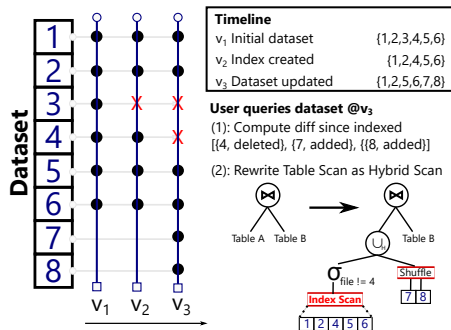 Dataset
1
2
3
4
5
6
7
8
X X
X
v1 v2 v3
Timeline
v1 Initial dataset {1,2,3,4,5,6}
v2 Index created {1,2,4,5,6}
v3 Dataset updated {1,2,5,6,7,8}
User queries dataset @v3
(1): Compute diff since indexed
[{4, deleted}, {7, added}, {{8, added}]
(2): Rewrite Table Scan as Hybrid Scan
⋈ ⋈
Table A Table B
∪H Table B
σ file != 4
Shuffle
Index Scan
7 8
1 2 4 5 6